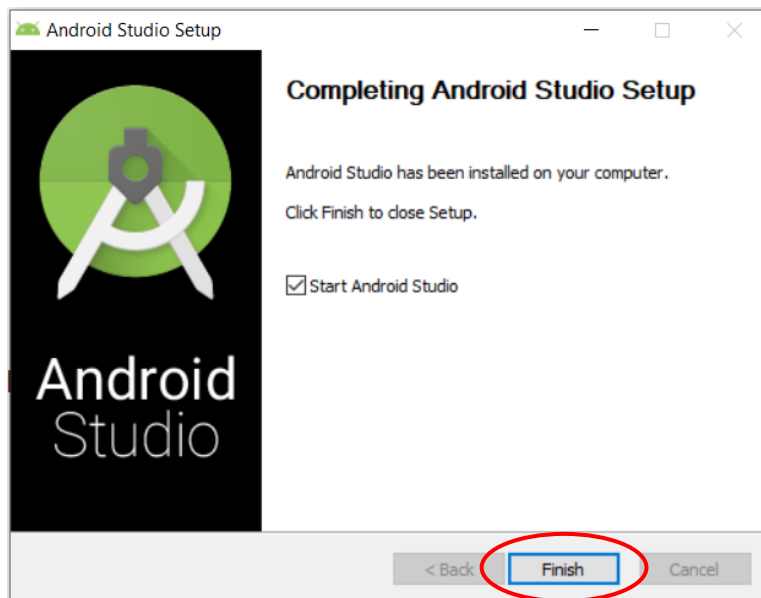 Android Studio Setup
Completing Android Studio Setup
Android Studio has been installed on your computer.
Click Finish to close Setup.
Start Android Studio
Android
Studio
< Back
Finish
Cancel